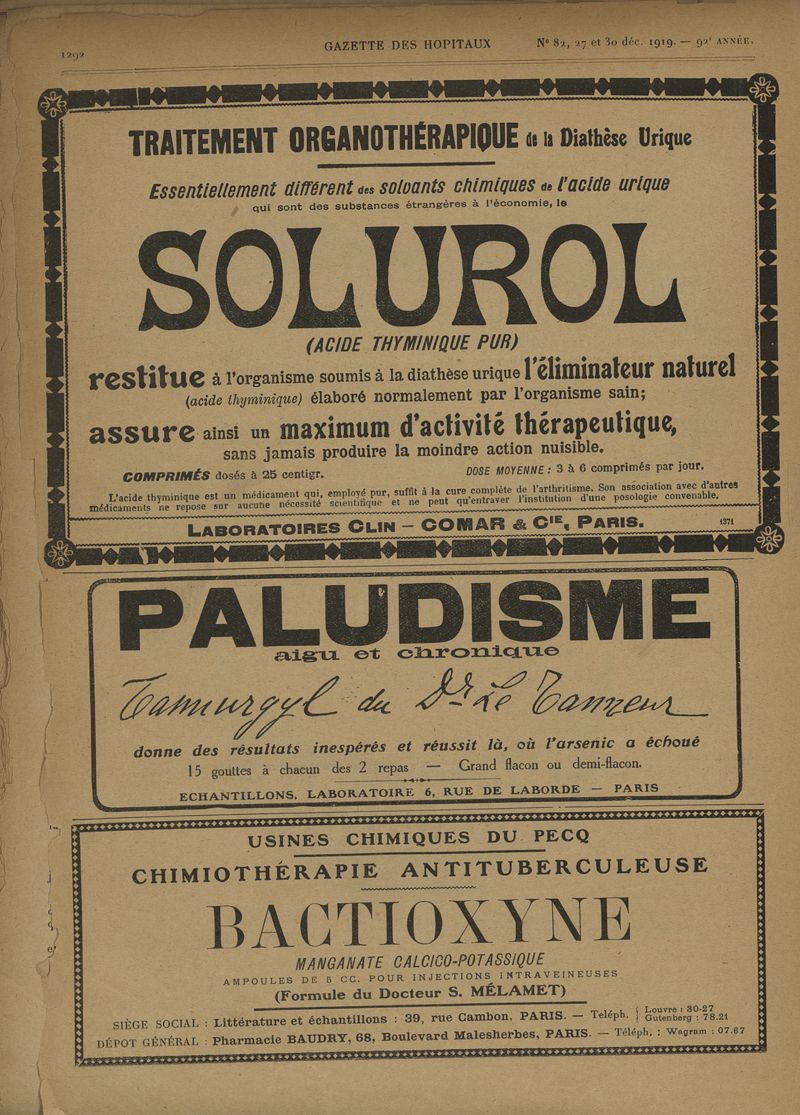 1292
GAZETTE DES HOPITAUX
Nº 82, 27 et 30 déc. 1919. — 92ᵉ ANNÉE.
TRAITEMENT ORGANOTHÉRAPIQUE de la Diathèse Urique
Essentiellement différent des solvants chimiques de l'acide urique
qui sont des substances étrangères à l'économie, le
SOLUROL
(ACIDE THYMINIQUE PUR)
restitue à l'organisme soumis à la diathèse urique l'éliminateur naturel
(acide thyminique) élaboré normalement par l'organisme sain;
assure ainsi un maximum d'activité thérapeutique,
sans jamais produire la moindre action nuisible.
COMPRIMÉS dosés à 25 centigr.
DOSE MOYENNE : 3 à 6 comprimés par jour.
L'acide thyminique est un médicament qui, employé pur, suffit à la cure complète de l'arthritisme. Son association avec d'autres
médicaments ne repose sur aucune nécessité scientifique et ne peut qu'entraver l'institution d'une posologie convenable.
LABORATOIRES CLIN — COMAR & CIE, PARIS.
1371
PALUDISME
aigu et chronique
Tannurgyl du Dr Le Tanneur
donne des résultats inespérés et réussit là, où l'arsenic a échoué
15 gouttes à chacun des 2 repas — Grand flacon ou demi-flacon.
ECHANTILLONS, LABORATOIRE 6, RUE DE LABORDE — PARIS
USINES CHIMIQUES DU PECQ
CHIMIOTHÉRAPIE ANTITUBERCULEUSE
BACTIOXYNE
MANGANATE CALCICO-POTASSIQUE
AMPOULES DE 5 CC. POUR INJECTIONS INTRAVEINEUSES
(Formule du Docteur S. MÉLAMET)
SIÈGE SOCIAL : Littérature et échantillons : 39, rue Cambon, PARIS. — Téléph. { Louvre : 30-27
Gutenberg : 78.21
DÉPOT GÉNÉRAL : Pharmacie BAUDRY, 68, Boulevard Malesherbes, PARIS. — Téléph. : Wagram : 07.67